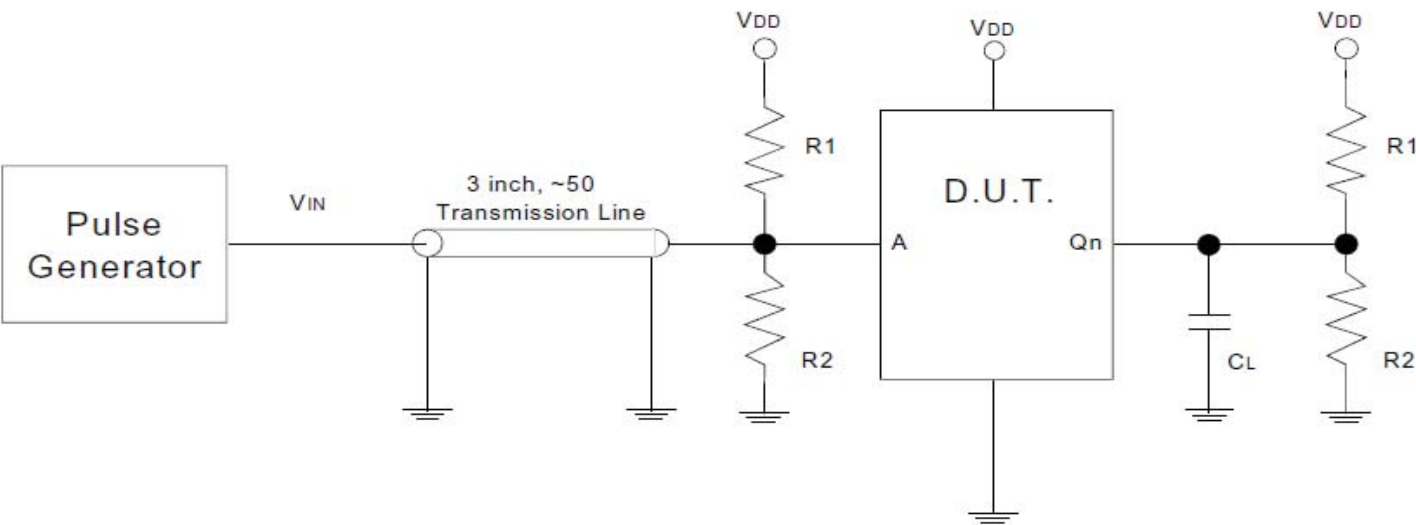 VDD
VDD
VDD
R1
R1
Pulse
Generator
VIN
3 inch, ~50
Transmission Line
D.U.T.
A
Qn
R2
CL
R2